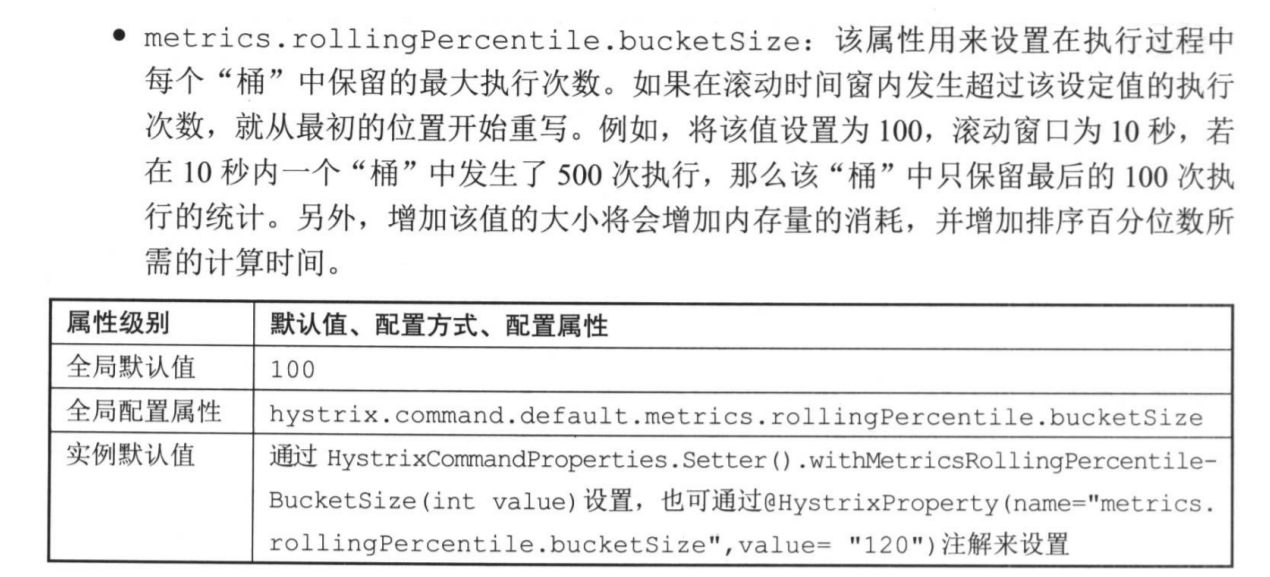 • metrics.rollingPercentile.bucketSize：该属性用来设置在执行过程中
每个“桶”中保留的最大执行次数。如果在滚动时间窗内发生超过该设定值的执行
次数，就从最初的位置开始重写。例如，将该值设置为 100，滚动窗口为 10 秒，若
在 10 秒内一个“桶”中发生了 500 次执行，那么该“桶”中只保留最后的 100 次执
行的统计。另外，增加该值的大小将会增加内存量的消耗，并增加排序百分位数所
需的计算时间。
属性级别 默认值、配置方式、配置属性
全局默认值 100
全局配置属性 hystrix.command.default.metrics.rollingPercentile.bucketSize
实例默认值 通过 HystrixCommandProperties.Setter().withMetricsRollingPercentile-
BucketSize(int value)设置，也可通过@HystrixProperty(name="metrics.
rollingPercentile.bucketSize",value= "120")注解来设置